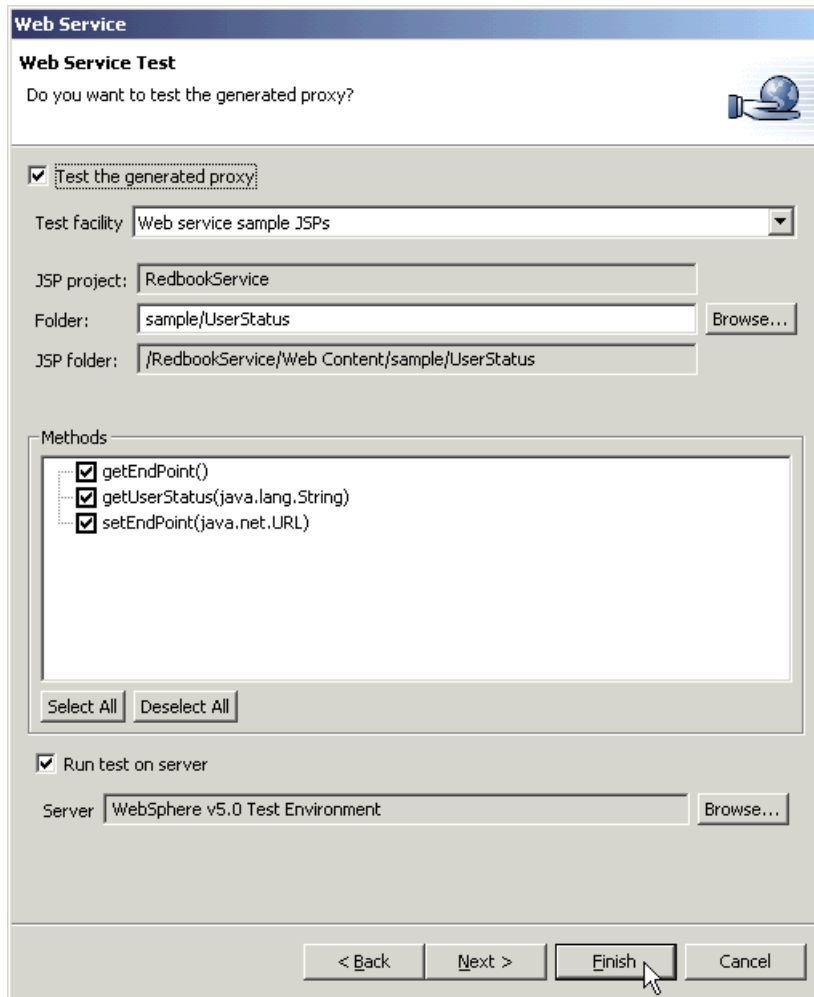 Web Service
Web Service Test
Do you want to test the generated proxy?
Test the generated proxy
Test facility Web service sample JSPs
JSP project: RedbookService
Folder: sample/UserStatus Browse...
JSP folder: /RedbookService/Web Content/sample/UserStatus
Methods
getEndPoint()
getUserStatus(java.lang.String)
setEndPoint(java.net.URL)
Select All Deselect All
Run test on server
Server WebSphere v5.0 Test Environment Browse...
< Back Next > Finish Cancel